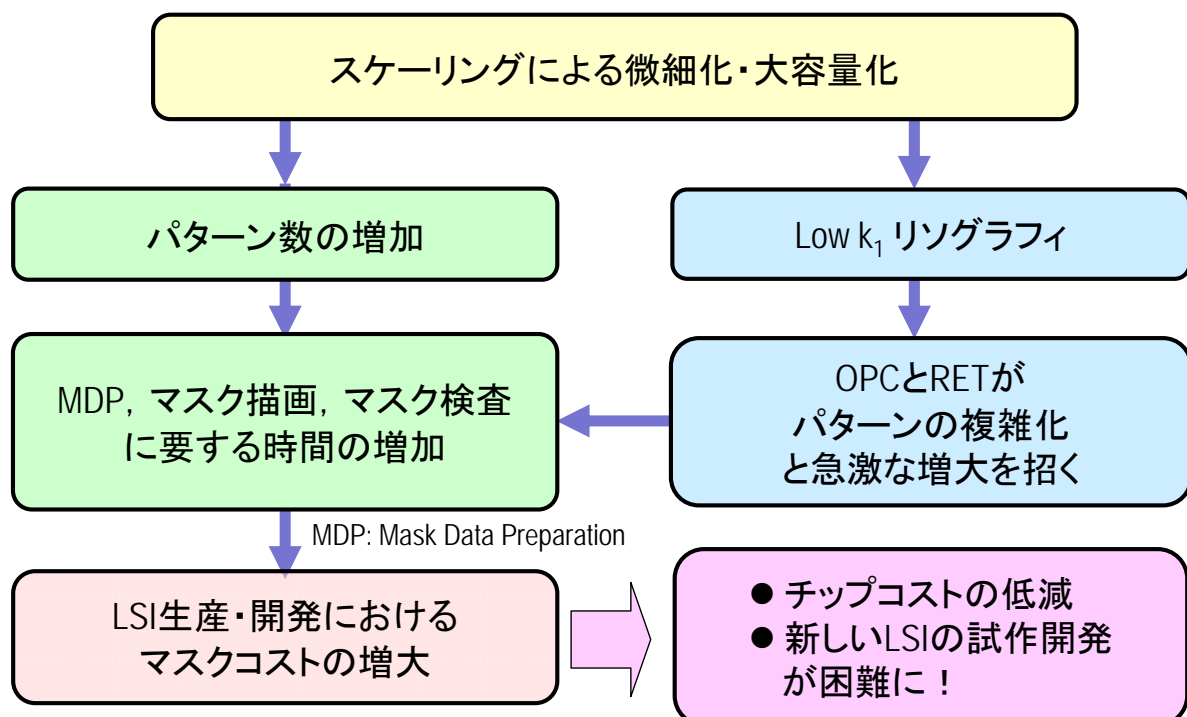 スケーリングによる微細化・大容量化
パターン数の増加
Low k₁ リソグラフィ
MDP，マスク描画，マスク検査
に要する時間の増加
OPCとRETが
パターンの複雑化
と急激な増大を招く
MDP: Mask Data Preparation
LSI生産・開発における
マスクコストの増大
● チップコストの低減
● 新しいLSIの試作開発
が困難に！